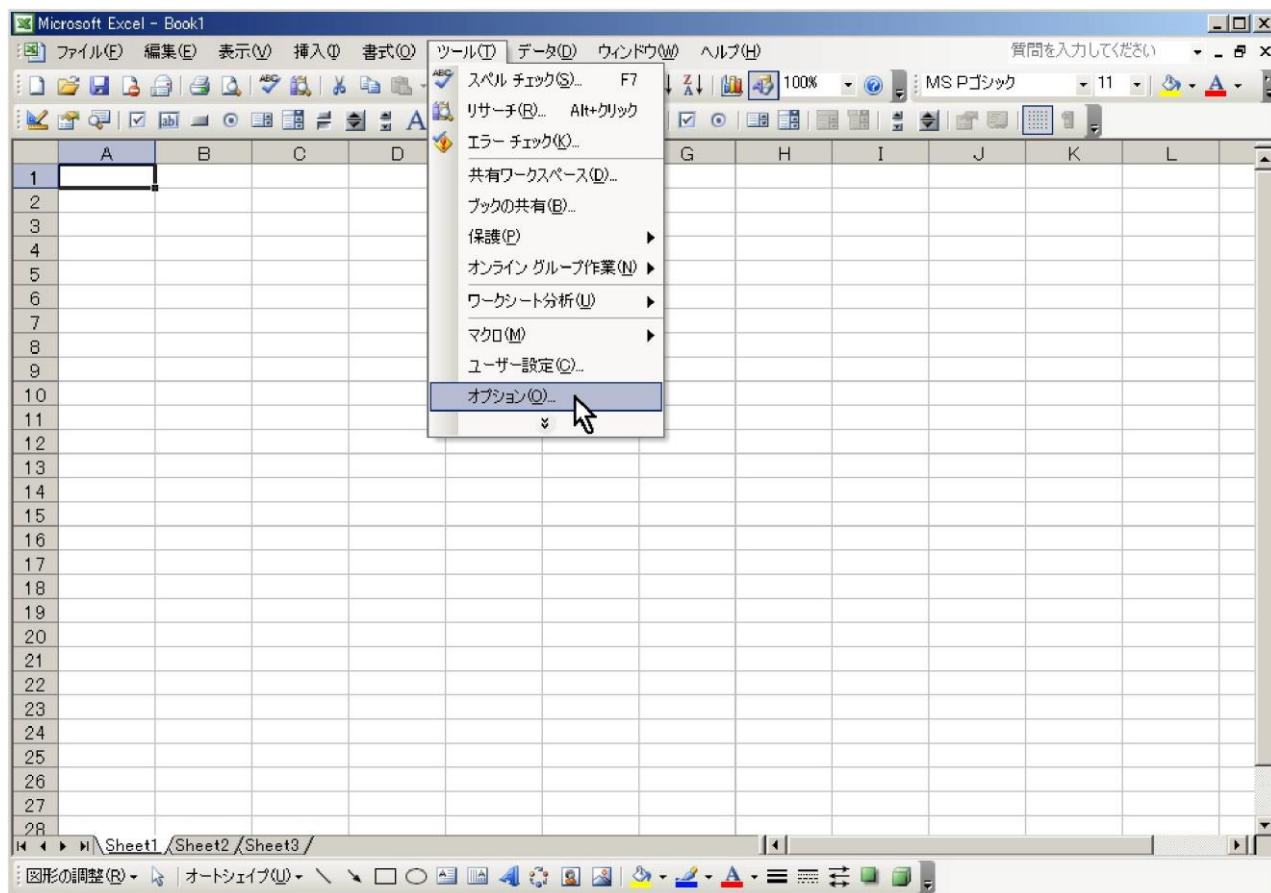 Microsoft Excel - Book1
ファイル(F) 編集(E) 表示(V) 挿入(I) 書式(O) ツール(T) データ(D) ウィンドウ(W) ヘルプ(H) 質問を入力してください
100% MS Pゴシック 11
スペル チェック(S)... F7
リサーチ(R)... Alt+クリック
エラー チェック(K)...
共有ワークスペース(D)...
ブックの共有(B)...
保護(P)
オンライン グループ作業(N)
ワークシート分析(U)
マクロ(M)
ユーザー設定(C)...
オプション(O)...
A B C D G H I J K L
1
2
3
4
5
6
7
8
9
10
11
12
13
14
15
16
17
18
19
20
21
22
23
24
25
26
27
28
Sheet1 Sheet2 Sheet3
図形の調整(R) オートシェイプ(U)